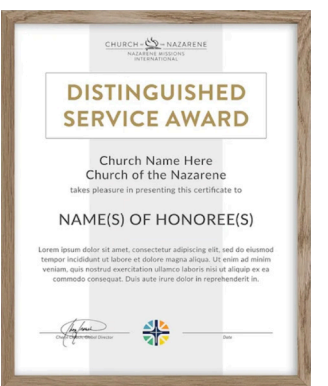 CHURCH OF THE NAZARENE
NAZARENE MISSIONS
INTERNATIONAL
DISTINGUISHED
SERVICE AWARD
Church Name Here
Church of the Nazarene
takes pleasure in presenting this certificate to
NAME(S) OF HONOREE(S)
Lorem ipsum dolor sit amet, consectetur adipiscing elit, sed do eiusmod
tempor incididunt ut labore et dolore magna aliqua. Ut enim ad minim
veniam, quis nostrud exercitation ullamco laboris nisi ut aliquip ex ea
commodo consequat. Duis aute irure dolor in reprehenderit in.
Director
Date